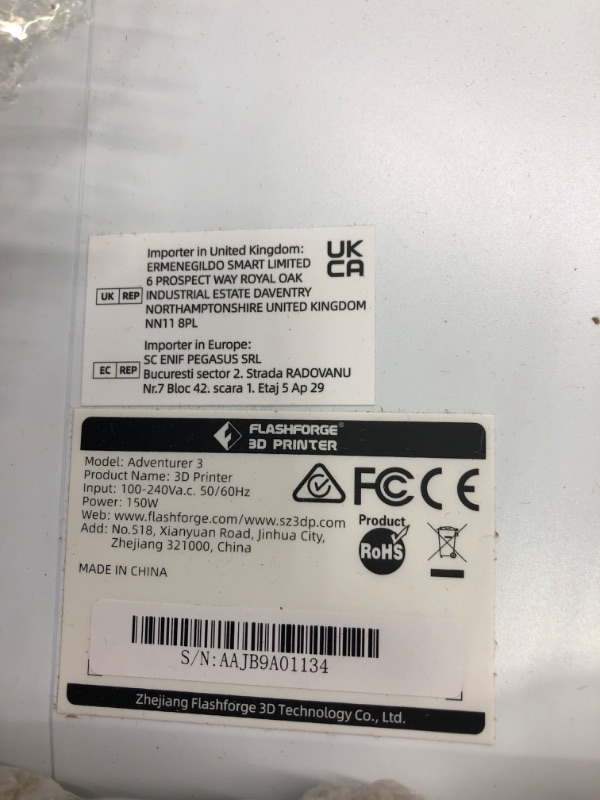 Importer in United Kingdom:
ERMENEGILDO SMART LIMITED
6 PROSPECT WAY ROYAL OAK
UK REP INDUSTRIAL ESTATE DAVENTRY
NORTHAMPTONSHIRE UNITED KINGDOM
NN11 8PL
UK
CA
Importer in Europe:
SC ENIF PEGASUS SRL
EC REP Bucuresti sector 2. Strada RADOVANU
Nr.7 Bloc 42. scara 1. Etaj 5 Ap 29
FLASHFORGE®
3D PRINTER
Model: Adventurer 3
Product Name: 3D Printer
Input: 100-240Va.c. 50/60Hz
Power: 150W
Web: www.flashforge.com/www.sz3dp.com
Add: No.518, Xianyuan Road, Jinhua City,
Zhejiang 321000, China
MADE IN CHINA
FC CE
Product
RoHS
S/N:AAJB9A01134
Zhejiang Flashforge 3D Technology Co., Ltd.